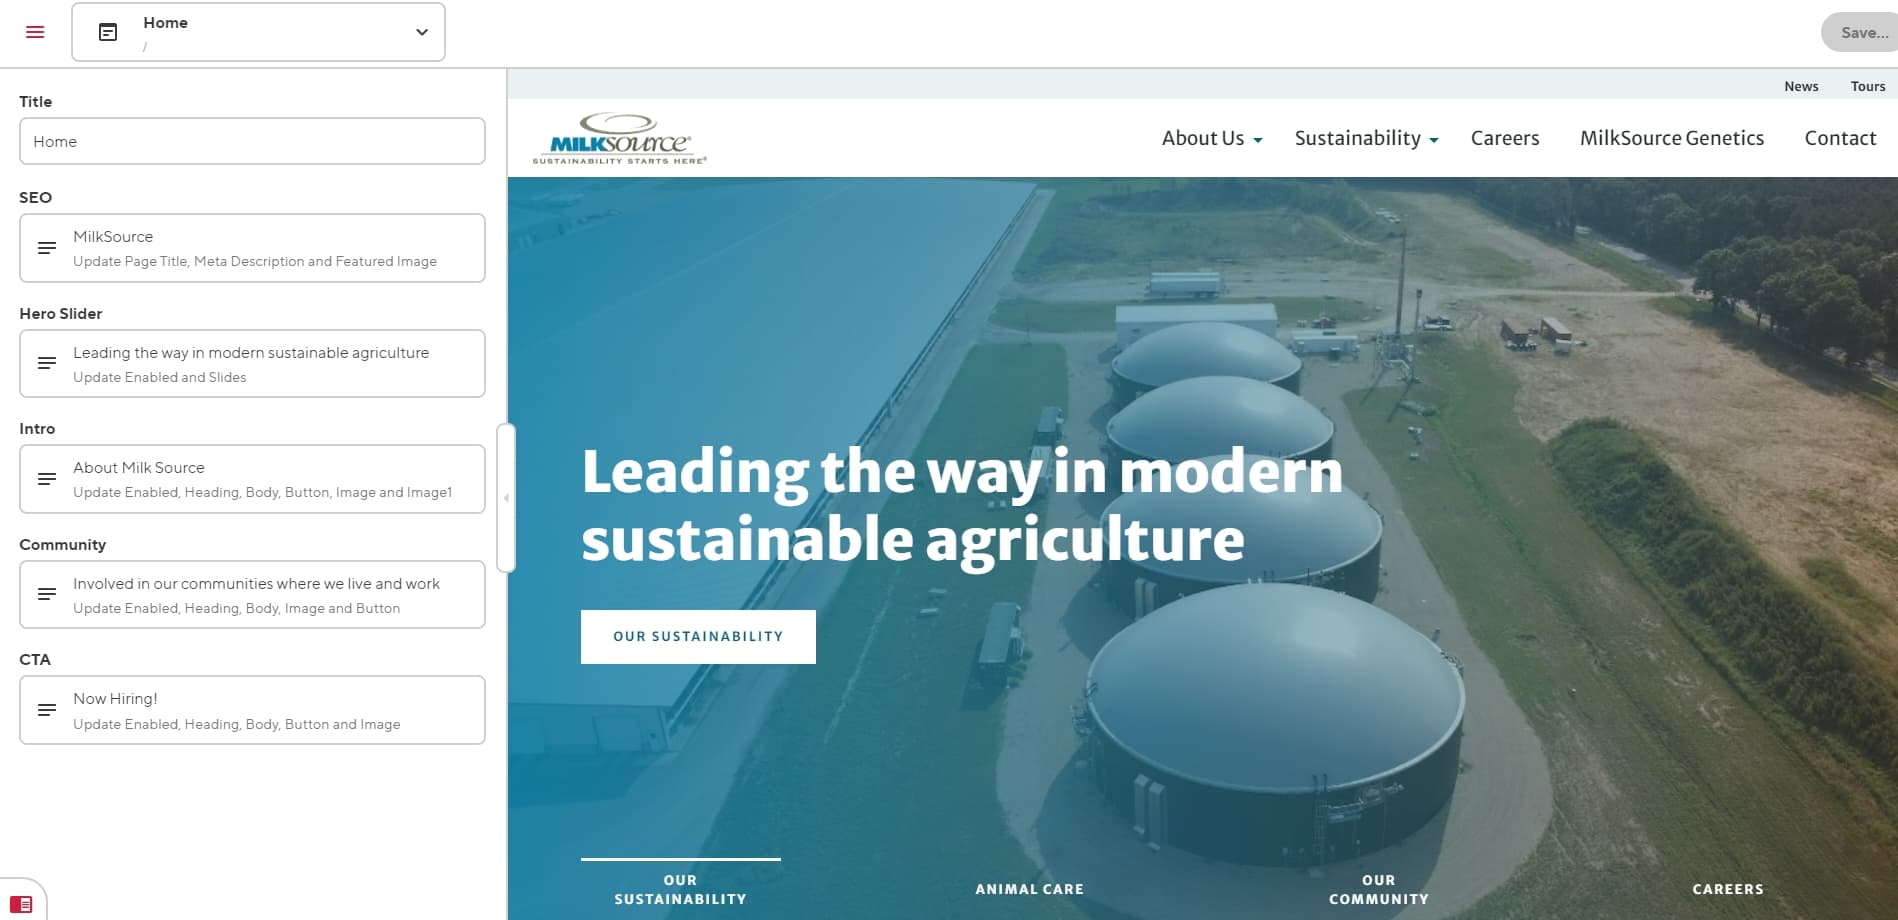 Home
/
Save...
Title
Home
SEO
MilkSource
Update Page Title, Meta Description and Featured Image
Hero Slider
Leading the way in modern sustainable agriculture
Update Enabled and Slides
Intro
About Milk Source
Update Enabled, Heading, Body, Button, Image and Image1
Community
Involved in our communities where we live and work
Update Enabled, Heading, Body, Image and Button
CTA
Now Hiring!
Update Enabled, Heading, Body, Button and Image
News Tours
MILKsource®
SUSTAINABILITY STARTS HERE®
About Us Sustainability Careers MilkSource Genetics Contact
Leading the way in modern
sustainable agriculture
OUR SUSTAINABILITY
OUR
SUSTAINABILITY
ANIMAL CARE
OUR
COMMUNITY
CAREERS